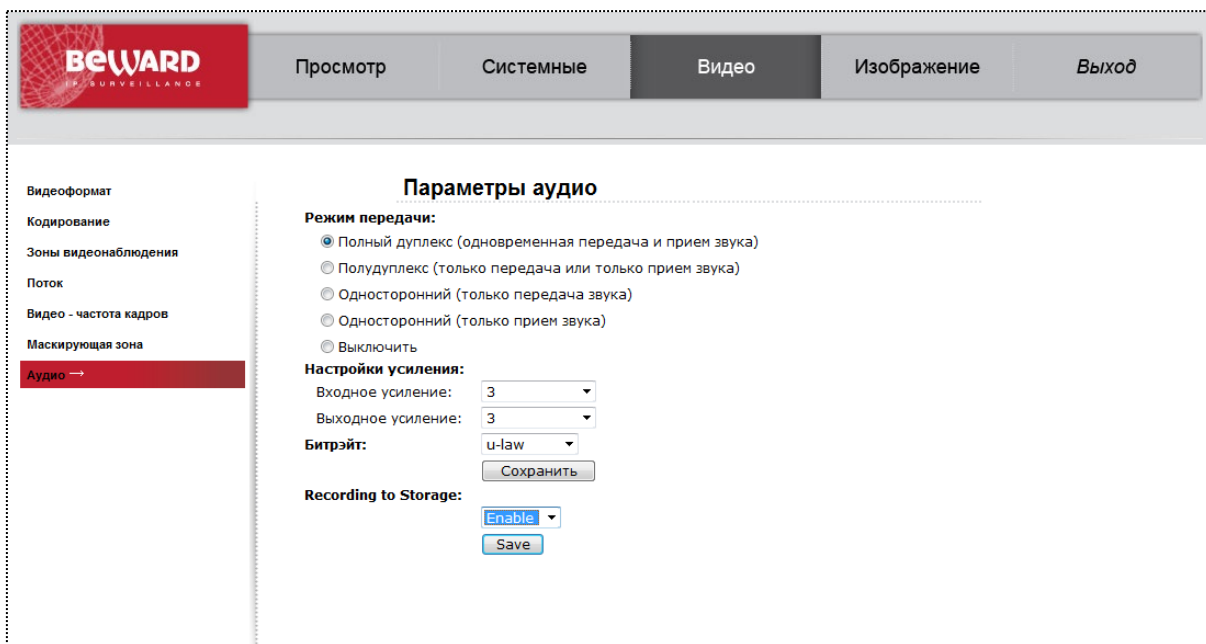 BEWARD
IP SURVEILLANCE
Просмотр Системные Видео Изображение Выход
Видеоформат
Кодирование
Зоны видеонаблюдения
Поток
Видео - частота кадров
Маскирующая зона
Аудио →
Параметры аудио
Режим передачи:
Полный дуплекс (одновременная передача и прием звука)
Полудуплекс (только передача или только прием звука)
Односторонний (только передача звука)
Односторонний (только прием звука)
Выключить
Настройки усиления:
Входное усиление: 3
Выходное усиление: 3
Битрэйт: u-law
Сохранить
Recording to Storage:
Enable
Save